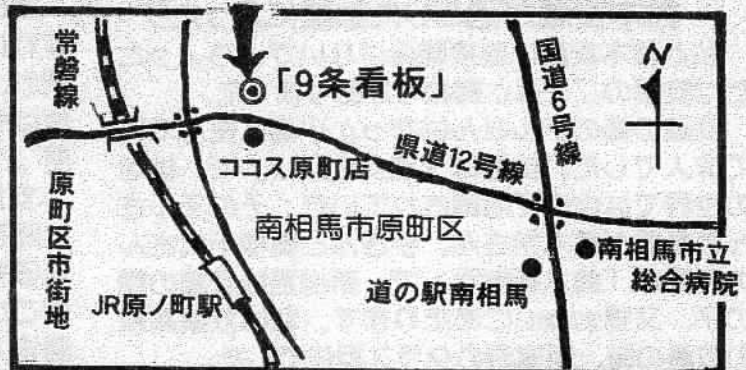 常磐線
「9条看板」
国道6号線
N
ココス原町店
県道12号線
原町区市街地
南相馬市原町区
JR原ノ町駅
道の駅南相馬
南相馬市立
総合病院